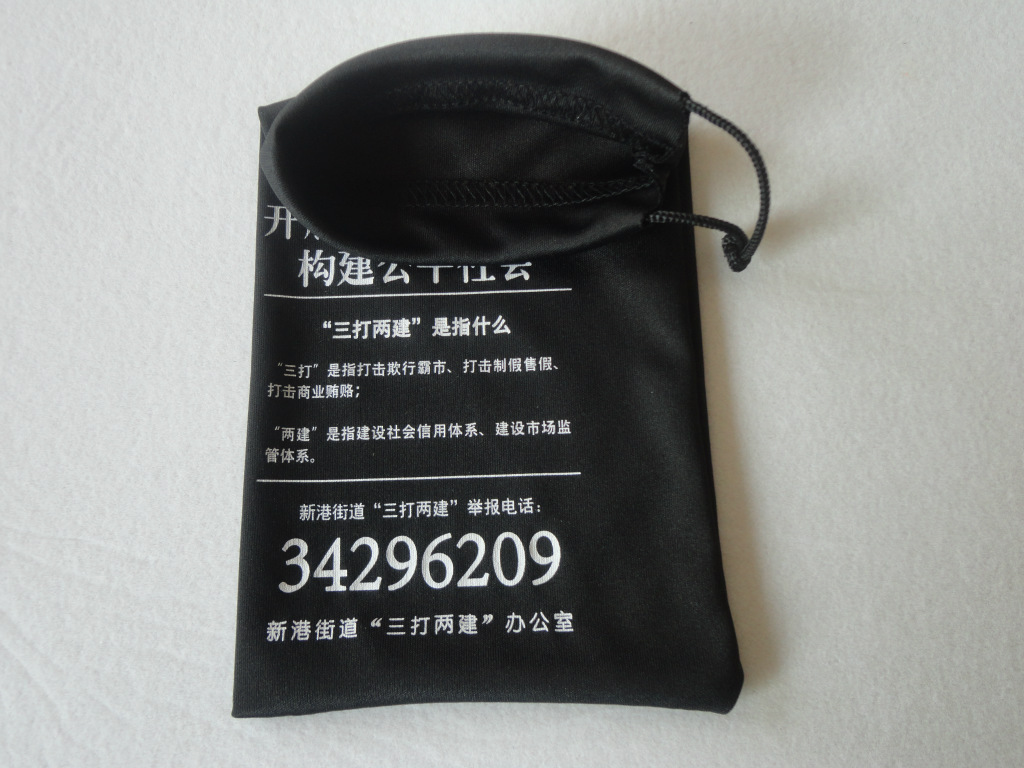 开
构建公平社会
“三打两建”是指什么
“三打”是指打击欺行霸市、打击制假售假、
打击商业贿赂；
“两建”是指建设社会信用体系、建设市场监
管体系。
新港街道“三打两建”举报电话：
34296209
新港街道“三打两建”办公室